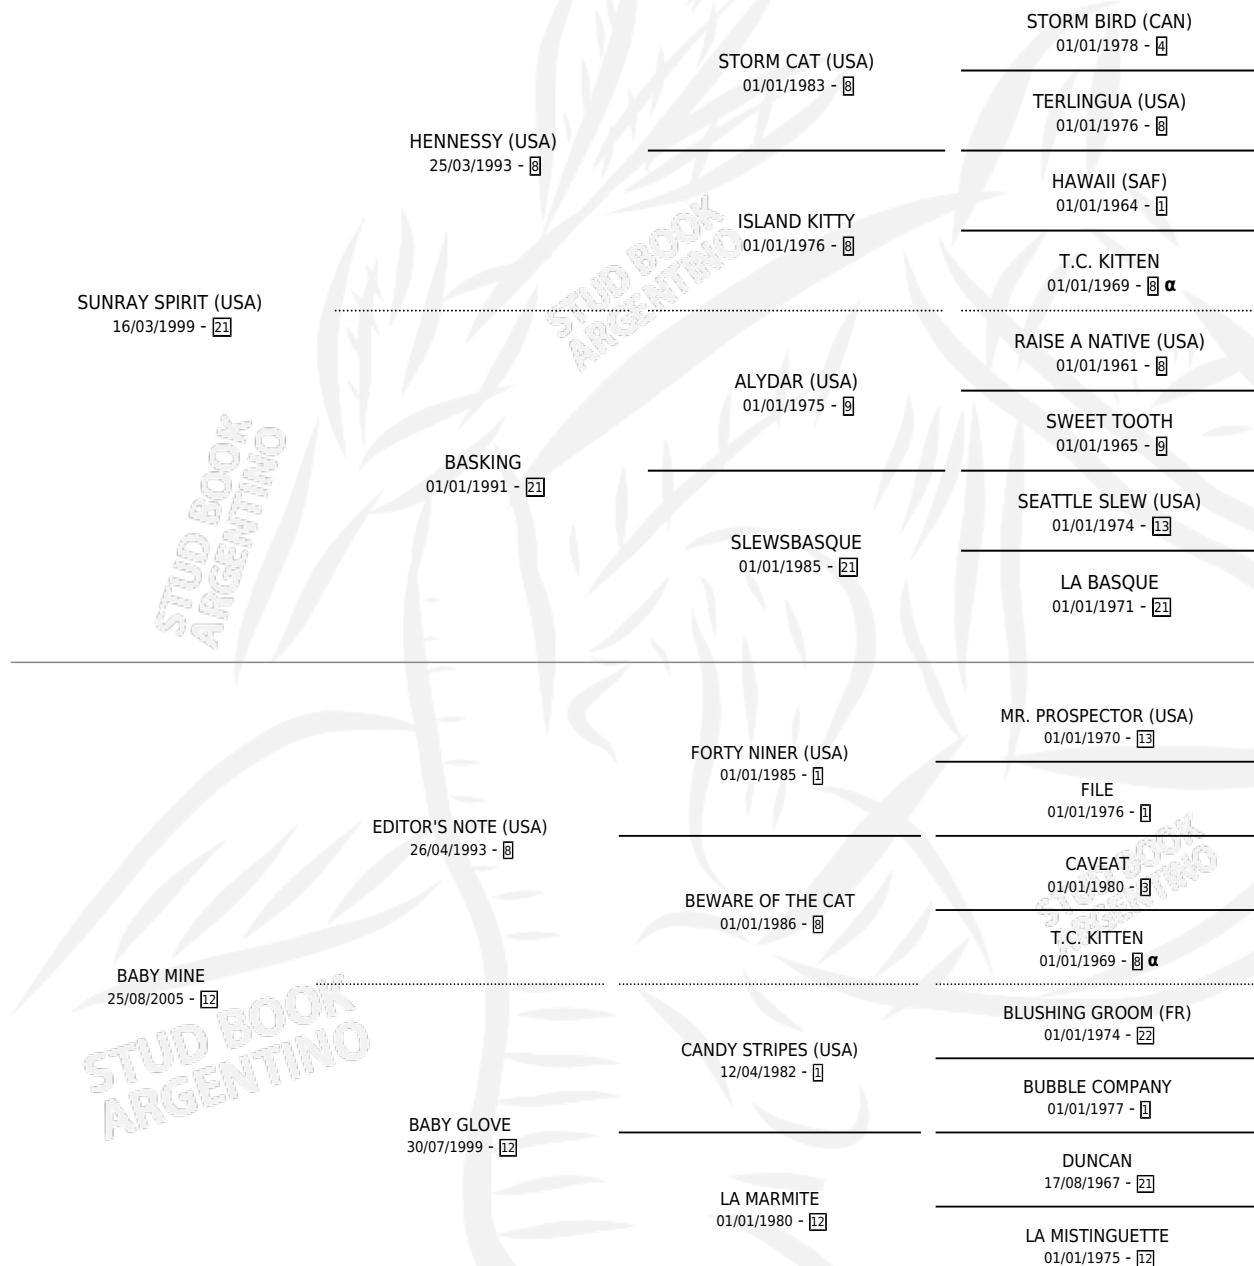 STORM BIRD (CAN)
01/01/1978 - 4
STORM CAT (USA)
01/01/1983 - 8
TERLINGUA (USA)
01/01/1976 - 8
HENNESSY (USA)
25/03/1993 - 8
HAWAII (SAF)
01/01/1964 - 1
ISLAND KITTY
01/01/1976 - 8
T.C. KITTEN
01/01/1969 - 8 α
SUNRAY SPIRIT (USA)
16/03/1999 - 21
RAISE A NATIVE (USA)
01/01/1961 - 8
ALYDAR (USA)
01/01/1975 - 9
SWEET TOOTH
01/01/1965 - 9
BASKING
01/01/1991 - 21
SEATTLE SLEW (USA)
01/01/1974 - 13
SLEWSBASQUE
01/01/1985 - 21
LA BASQUE
01/01/1971 - 21
MR. PROSPECTOR (USA)
01/01/1970 - 13
FORTY NINER (USA)
01/01/1985 - 1
FILE
01/01/1976 - 1
EDITOR'S NOTE (USA)
26/04/1993 - 8
CAVEAT
01/01/1980 - 3
BEWARE OF THE CAT
01/01/1986 - 8
T.C. KITTEN
01/01/1969 - 8 α
BABY MINE
25/08/2005 - 12
BLUSHING GROOM (FR)
01/01/1974 - 22
CANDY STRIPES (USA)
12/04/1982 - 1
BUBBLE COMPANY
01/01/1977 - 1
BABY GLOVE
30/07/1999 - 12
DUNCAN
17/08/1967 - 21
LA MARMITE
01/01/1980 - 12
LA MISTINGUETTE
01/01/1975 - 12
STUD BOOK
ARGENTINO
STUD BOOK
ARGENTINO
STUD BOOK
ARGENTINO
STUD BOOK
ARGENTINO